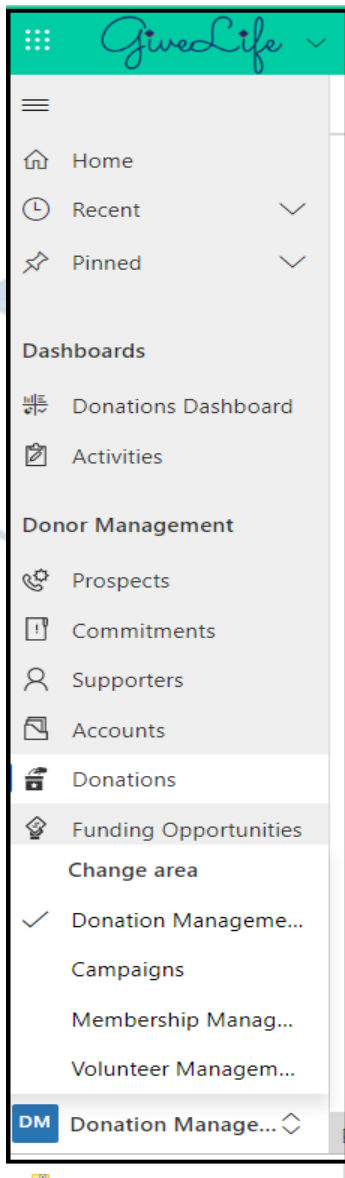 GiveLife
Home
Recent
Pinned
Dashboards
Donations Dashboard
Activities
Donor Management
Prospects
Commitments
Supporters
Accounts
Donations
Funding Opportunities
Change area
Donation Manageme...
Campaigns
Membership Manag...
Volunteer Managem...
DM Donation Manage...